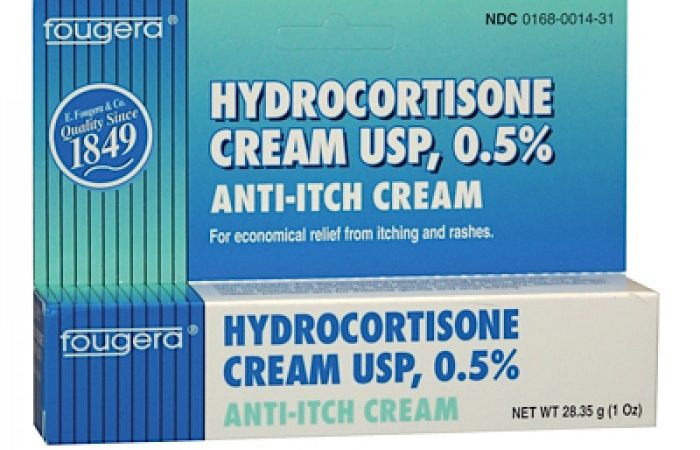 fougera®
NDC 0168-0014-31
E. Fougera & Co.
Quality Since
1849
HYDROCORTISONE
CREAM USP, 0.5%
ANTI-ITCH CREAM
For economical relief from itching and rashes.
fougera®
HYDROCORTISONE
CREAM USP, 0.5%
ANTI-ITCH CREAM
NET WT 28.35 g (1 Oz)